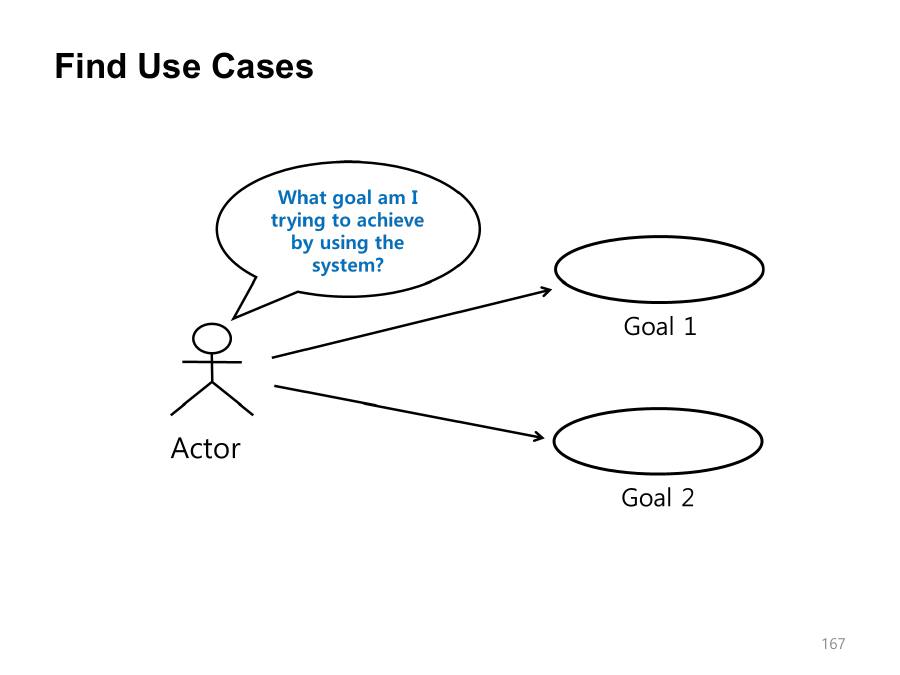 Find Use Cases
What goal am I
trying to achieve
by using the
system?
Goal 1
Actor
Goal 2
167